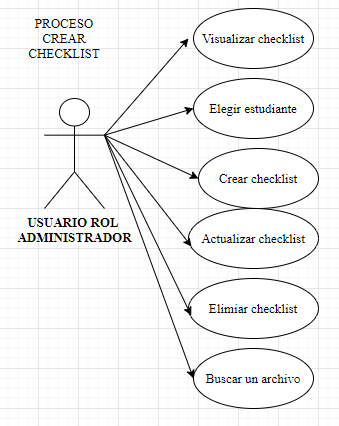 PROCESO
CREAR
CHECKLIST
USUARIO ROL
ADMINISTRADOR
Visualizar checklist
Elegir estudiante
Crear checklist
Actualizar checklist
Elimiar checklist
Buscar un archivo